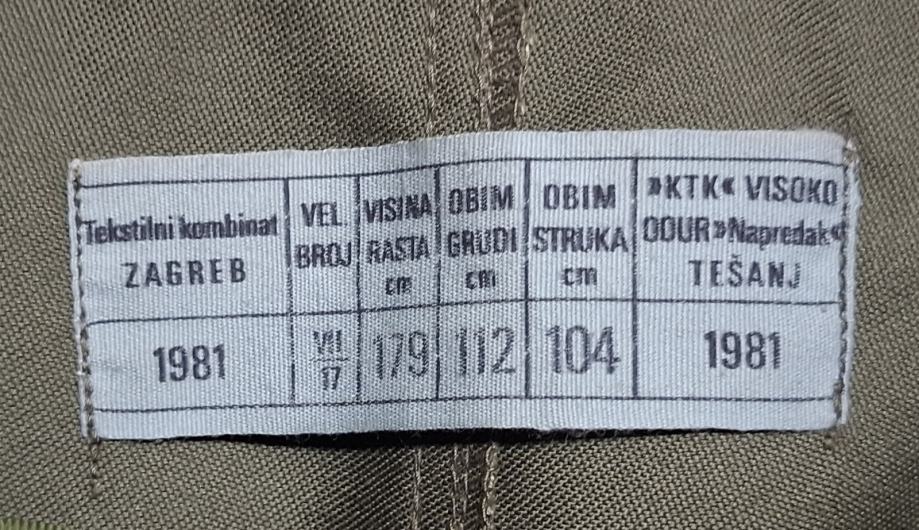 Tekstilni kombinat
ZAGREB
1981
VEL
BROJ
VII
17
VISINA
RASTA
cm
179
OBIM
GRUDI
cm
112
OBIM
STRUKA
cm
104
»KTK« VISOKO
OOUR »Napredak«
TEŠANJ
1981